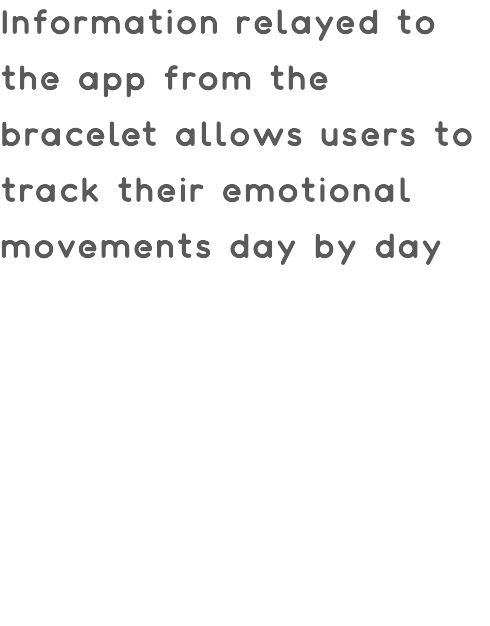 Information relayed to
the app from the
bracelet allows users to
track their emotional
movements day by day